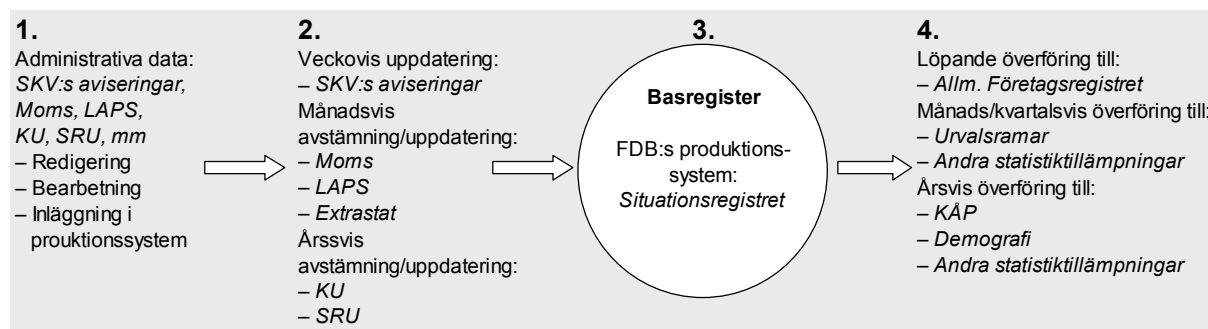 1.
Administrativa data:
SKV:s aviseringar,
Moms, LAPS,
KU, SRU, mm
– Redigering
– Bearbetning
– Inläggning i
prouktionssystem
2.
Veckovis uppdatering:
– SKV:s aviseringar
Månadsvis
avstämning/uppdatering:
– Moms
– LAPS
– Extrastat
Årssvis
avstämning/uppdatering:
– KU
– SRU
3.
Basregister
FDB:s produktions-
system:
Situationsregistret
4.
Löpande överföring till:
– Allm. Företagsregistret
Månads/kvartalsvis överföring till:
– Urvalsramar
– Andra statistiktillämpningar
Årsvis överföring till:
– KÅP
– Demografi
– Andra statistiktillämpningar